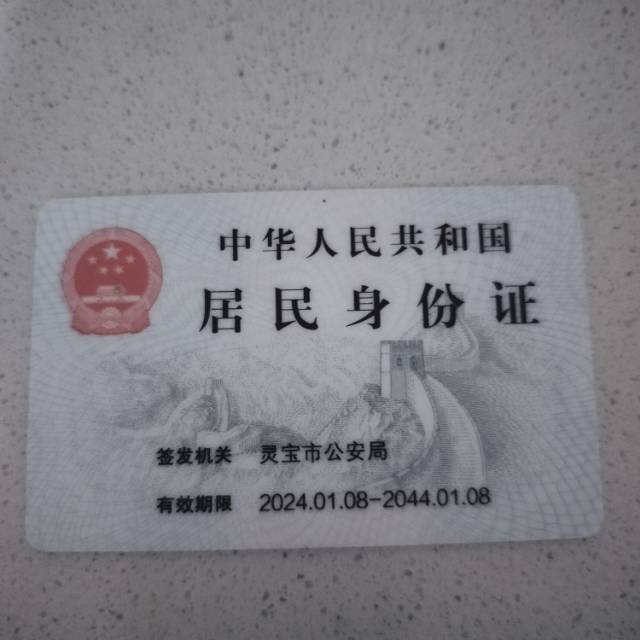 中华人民共和国
居民身份证
签发机关 灵宝市公安局
有效期限 2024.01.08-2044.01.08